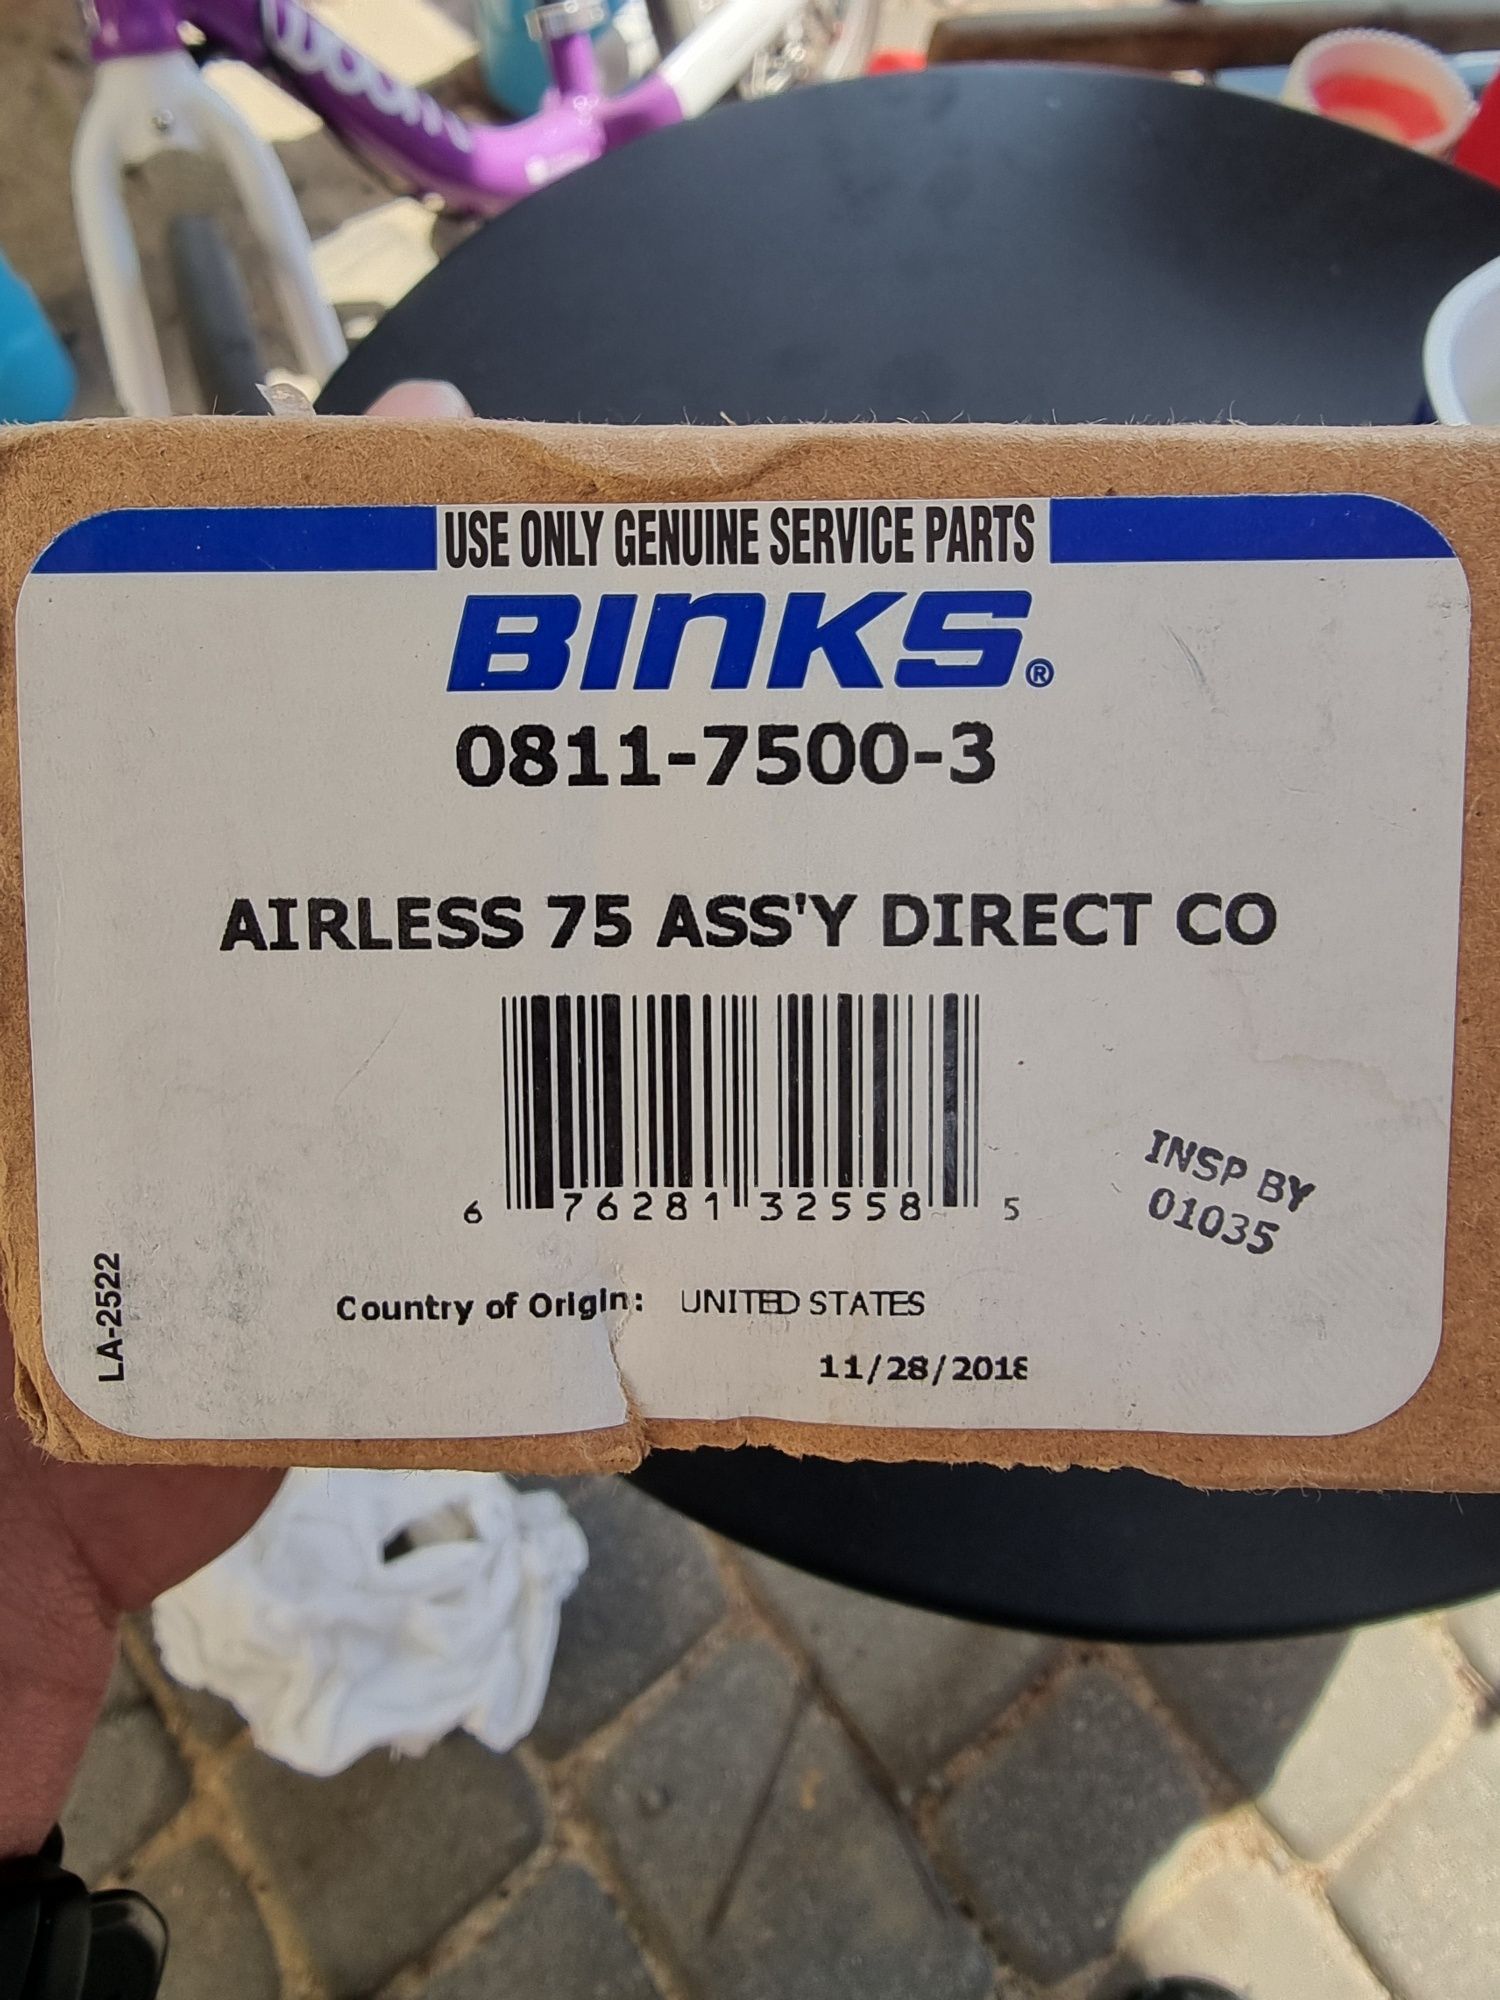 woom
USE ONLY GENUINE SERVICE PARTS
BINKS®
0811-7500-3
AIRLESS 75 ASS'Y DIRECT CO
6 76281 32558 5
INSP BY
01035
LA-2522
Country of Origin: UNITED STATES
11/28/2018